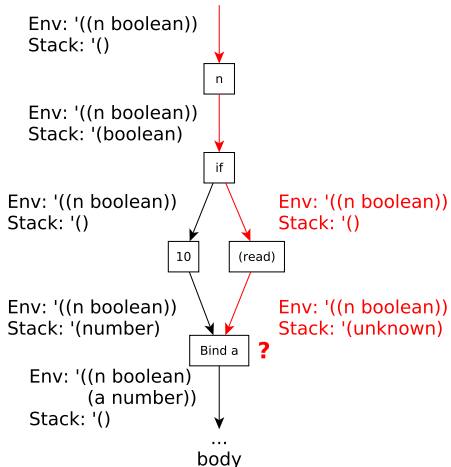 Env: '((n boolean))
Stack: '()
n
Env: '((n boolean))
Stack: '(boolean)
if
Env: '((n boolean))
Stack: '()
Env: '((n boolean))
Stack: '()
10
(read)
Env: '((n boolean))
Stack: '(number)
Env: '((n boolean))
Stack: '(unknown)
Bind a
?
Env: '((n boolean)
(a number))
Stack: '()
...
body